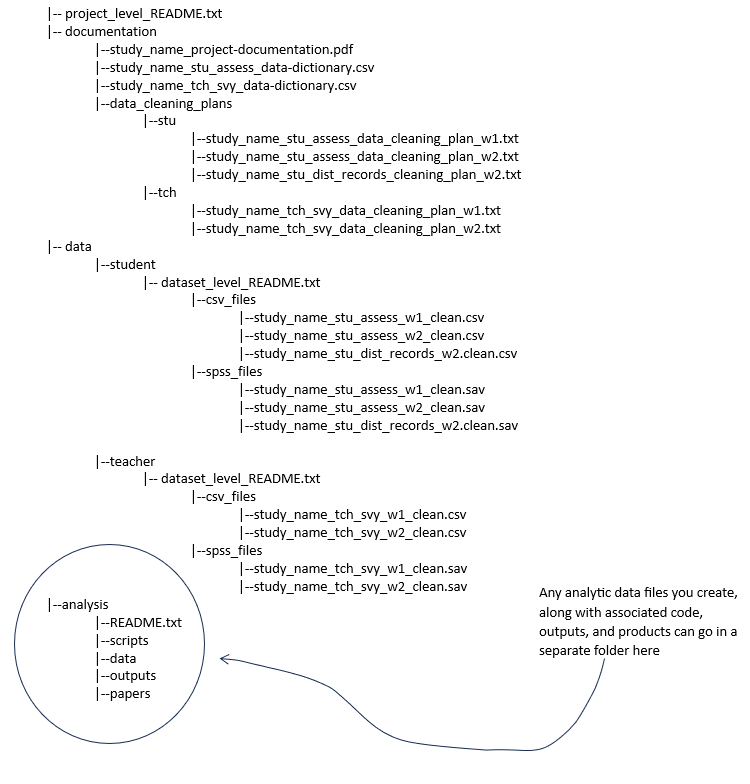 |-- project_level_README.txt
|-- documentation
|--study_name_project-documentation.pdf
|--study_name_stu_assess_data-dictionary.csv
|--study_name_tch_svy_data-dictionary.csv
|--data_cleaning_plans
|--stu
|--study_name_stu_assess_data_cleaning_plan_w1.txt
|--study_name_stu_assess_data_cleaning_plan_w2.txt
|--study_name_stu_dist_records_cleaning_plan_w2.txt
|--tch
|--study_name_tch_svy_data_cleaning_plan_w1.txt
|--study_name_tch_svy_data_cleaning_plan_w2.txt
|-- data
|--student
|-- dataset_level_README.txt
|--csv_files
|--study_name_stu_assess_w1_clean.csv
|--study_name_stu_assess_w2_clean.csv
|--study_name_stu_dist_records_w2.clean.csv
|--spss_files
|--study_name_stu_assess_w1_clean.sav
|--study_name_stu_assess_w2_clean.sav
|--study_name_stu_dist_records_w2.clean.sav
|--teacher
|-- dataset_level_README.txt
|--csv_files
|--study_name_tch_svy_w1_clean.csv
|--study_name_tch_svy_w2_clean.csv
|--spss_files
|--study_name_tch_svy_w1_clean.sav
|--study_name_tch_svy_w2_clean.sav
|--analysis
|--README.txt
|--scripts
|--data
|--outputs
|--papers
Any analytic data files you create,
along with associated code,
outputs, and products can go in a
separate folder here